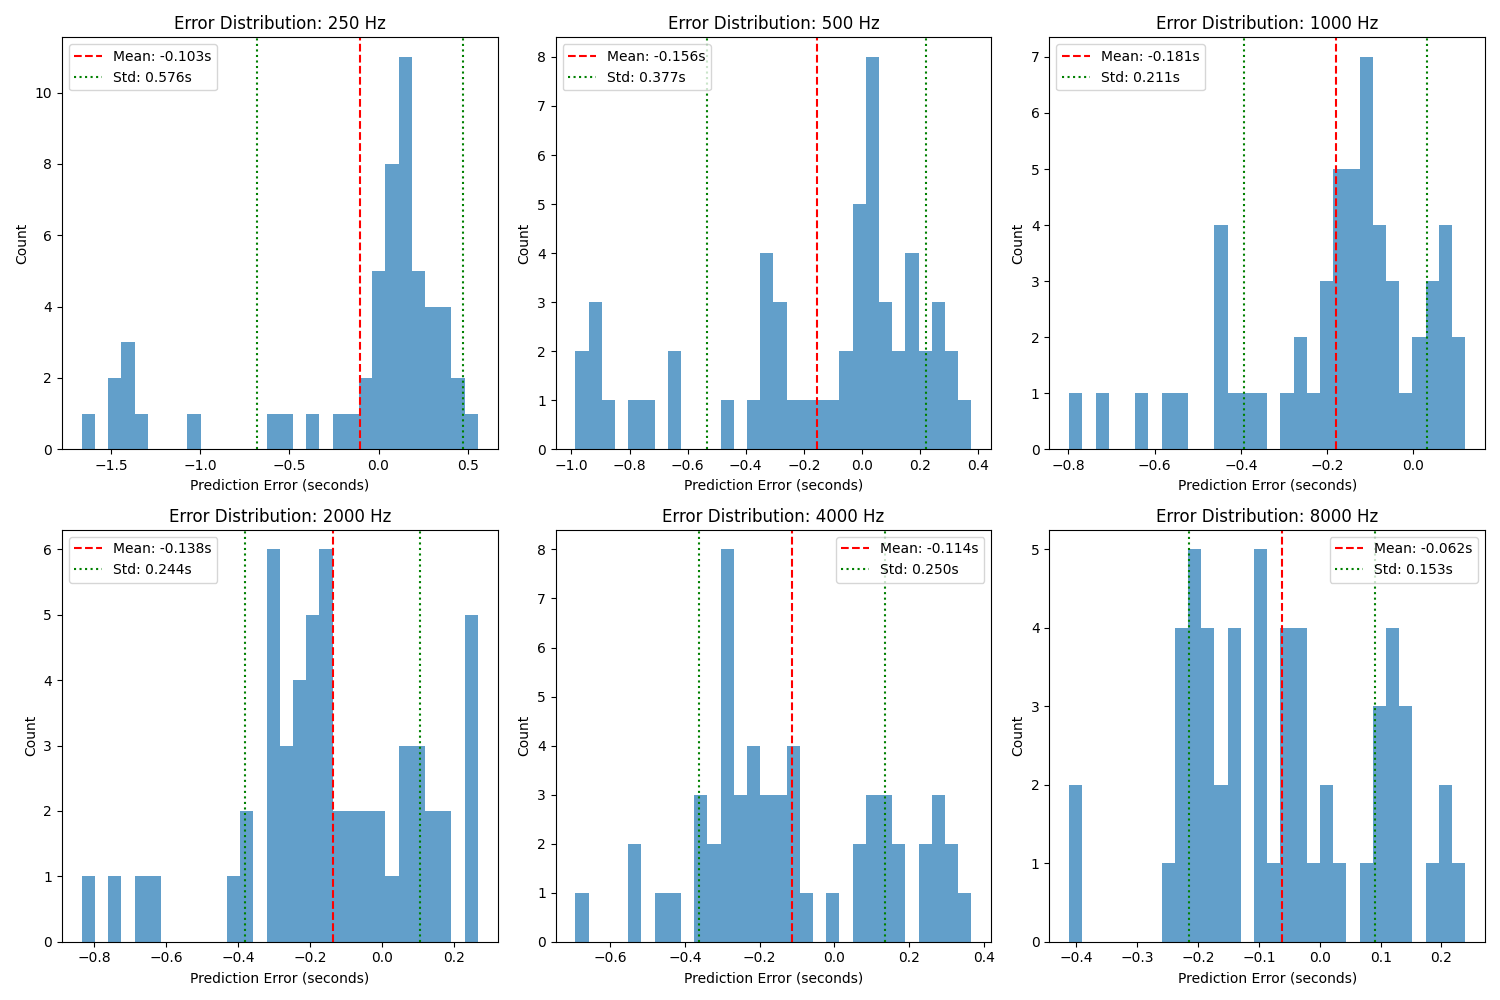 Error Distribution: 250 Hz
Mean: -0.103s
Std: 0.576s
Count
0
2
4
6
8
10
−1.5
−1.0
−0.5
0.0
0.5
Prediction Error (seconds)
Error Distribution: 500 Hz
Mean: -0.156s
Std: 0.377s
Count
0
1
2
3
4
5
6
7
8
−1.0
−0.8
−0.6
−0.4
−0.2
0.0
0.2
0.4
Prediction Error (seconds)
Error Distribution: 1000 Hz
Mean: -0.181s
Std: 0.211s
Count
0
1
2
3
4
5
6
7
−0.8
−0.6
−0.4
−0.2
0.0
Prediction Error (seconds)
Error Distribution: 2000 Hz
Mean: -0.138s
Std: 0.244s
Count
0
1
2
3
4
5
6
−0.8
−0.6
−0.4
−0.2
0.0
0.2
Prediction Error (seconds)
Error Distribution: 4000 Hz
Mean: -0.114s
Std: 0.250s
Count
0
1
2
3
4
5
6
7
8
−0.6
−0.4
−0.2
0.0
0.2
0.4
Prediction Error (seconds)
Error Distribution: 8000 Hz
Mean: -0.062s
Std: 0.153s
Count
0
1
2
3
4
5
−0.4
−0.3
−0.2
−0.1
0.0
0.1
0.2
Prediction Error (seconds)